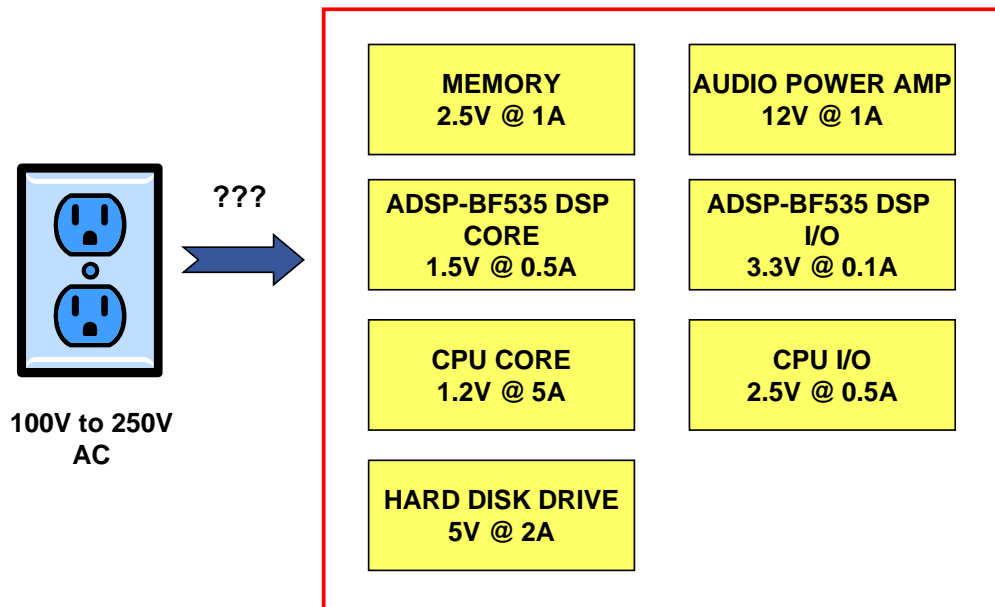 MEMORY
2.5V @ 1A
AUDIO POWER AMP
12V @ 1A
???
ADSP-BF535 DSP
CORE
1.5V @ 0.5A
ADSP-BF535 DSP
I/O
3.3V @ 0.1A
CPU CORE
1.2V @ 5A
CPU I/O
2.5V @ 0.5A
100V to 250V
AC
HARD DISK DRIVE
5V @ 2A